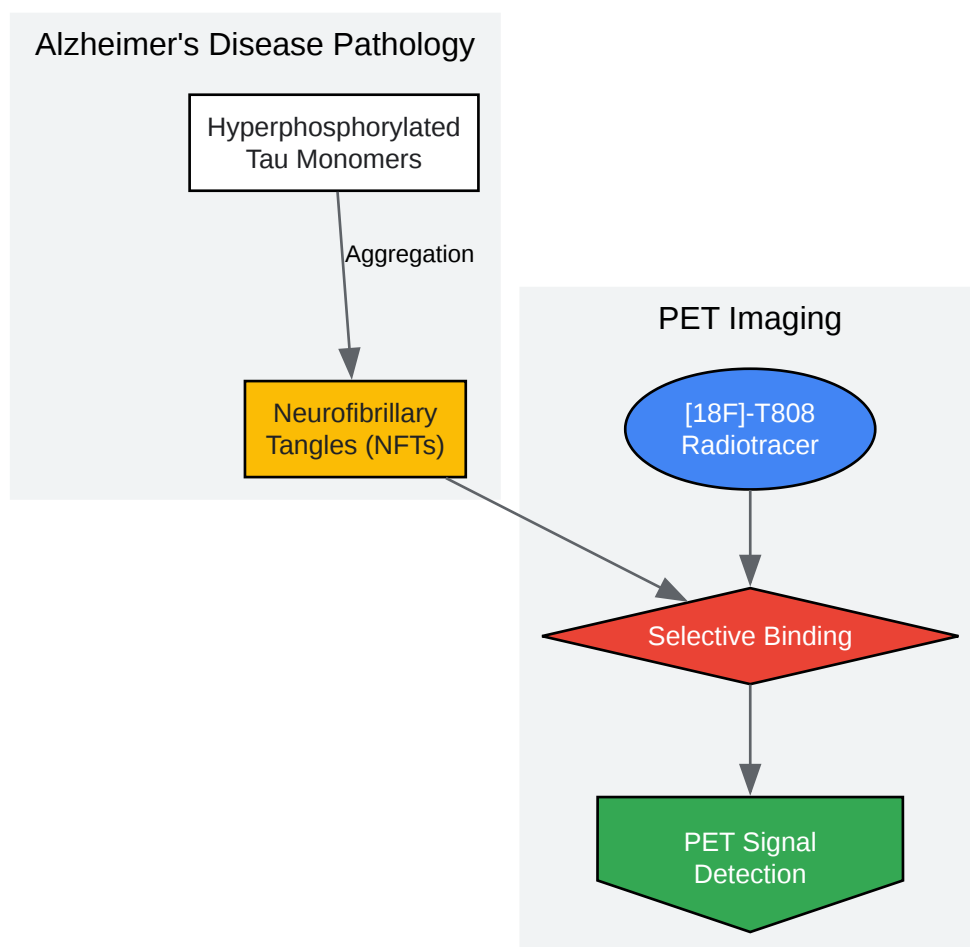 Alzheimer's Disease Pathology
Hyperphosphorylated
Tau Monomers
Aggregation
Neurofibrillary
Tangles (NFTs)
PET Imaging
[18F]-T808
Radiotracer
Selective Binding
PET Signal
Detection